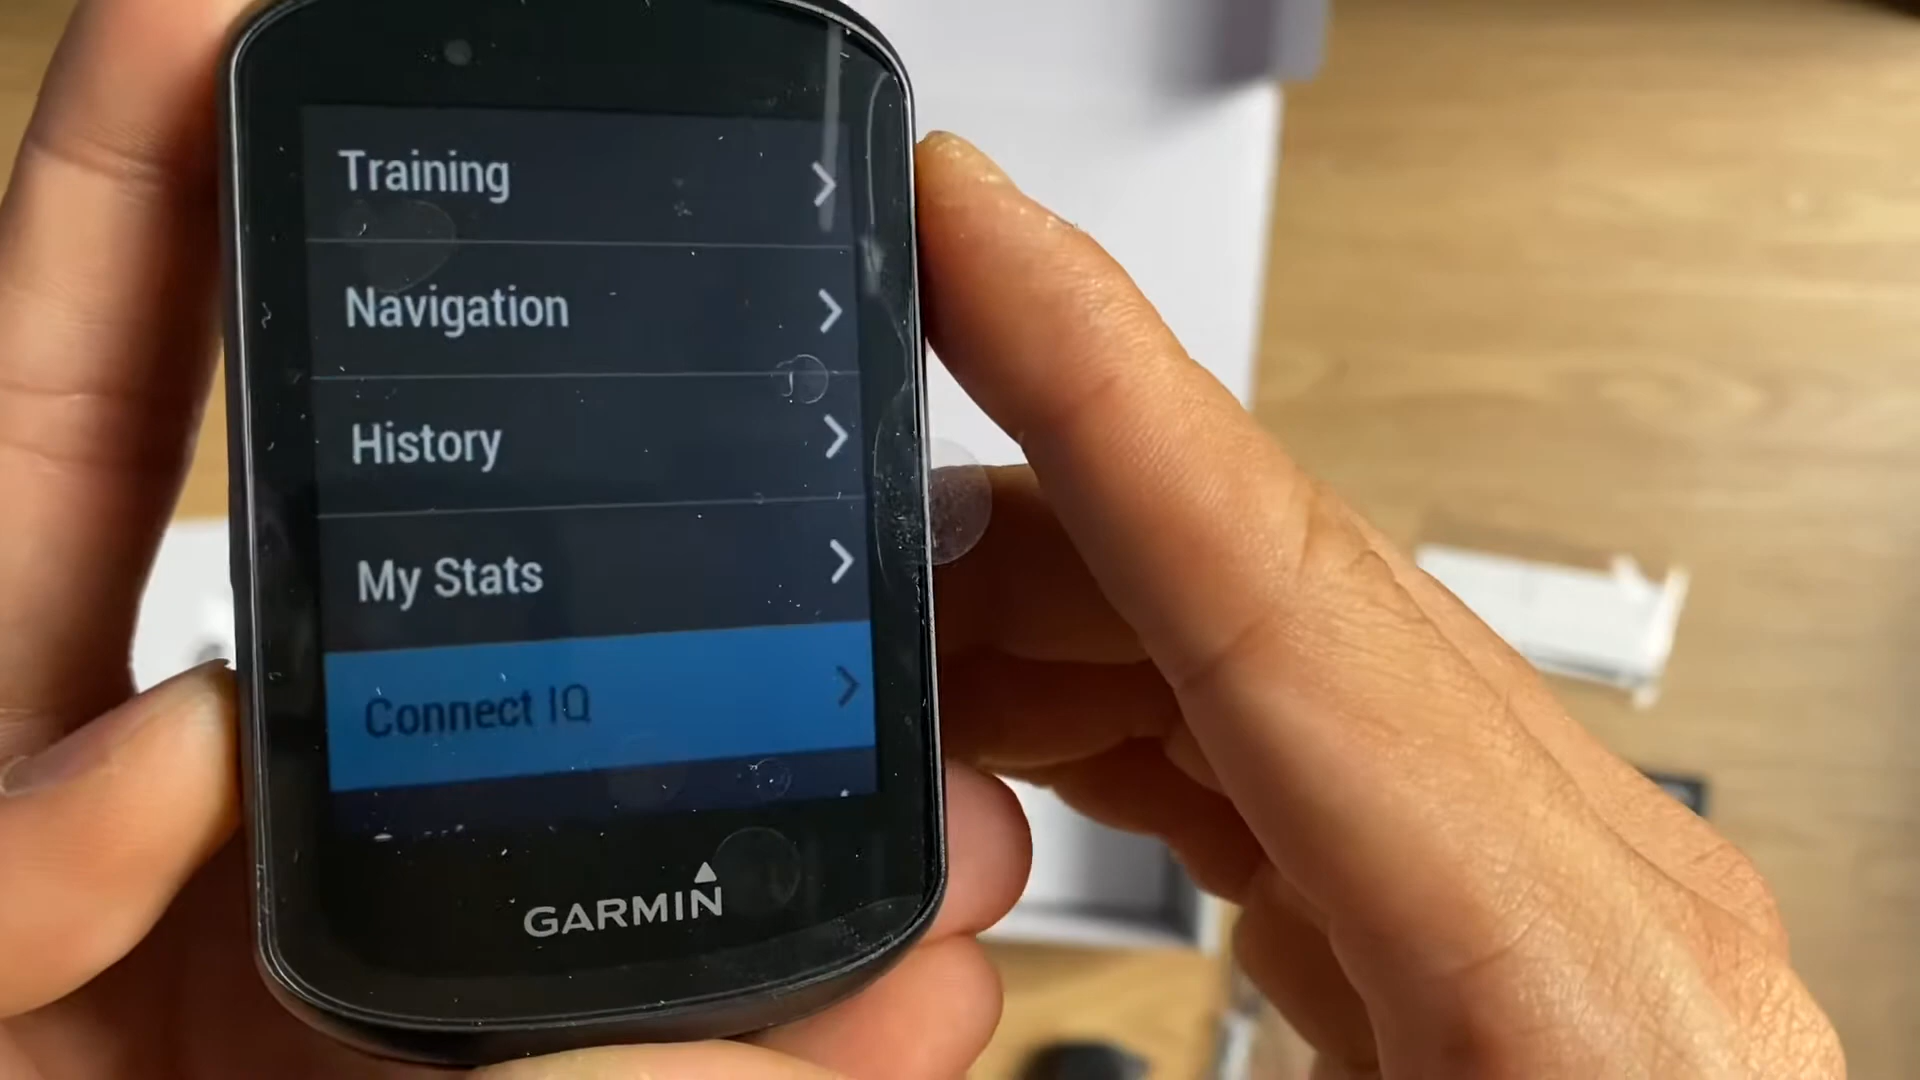 Training
Navigation
History
My Stats
Connect IQ
GARMIN